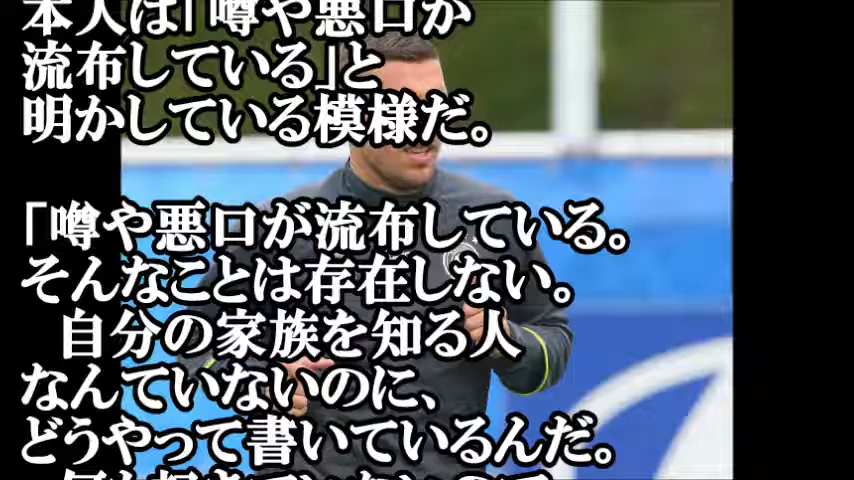 本人は「噂や悪口が
流布している」と
明かしている模様だ。
「噂や悪口が流布している。
そんなことは存在しない。
自分の家族を知る人
なんていないのに、
どうやって書いているんだ。